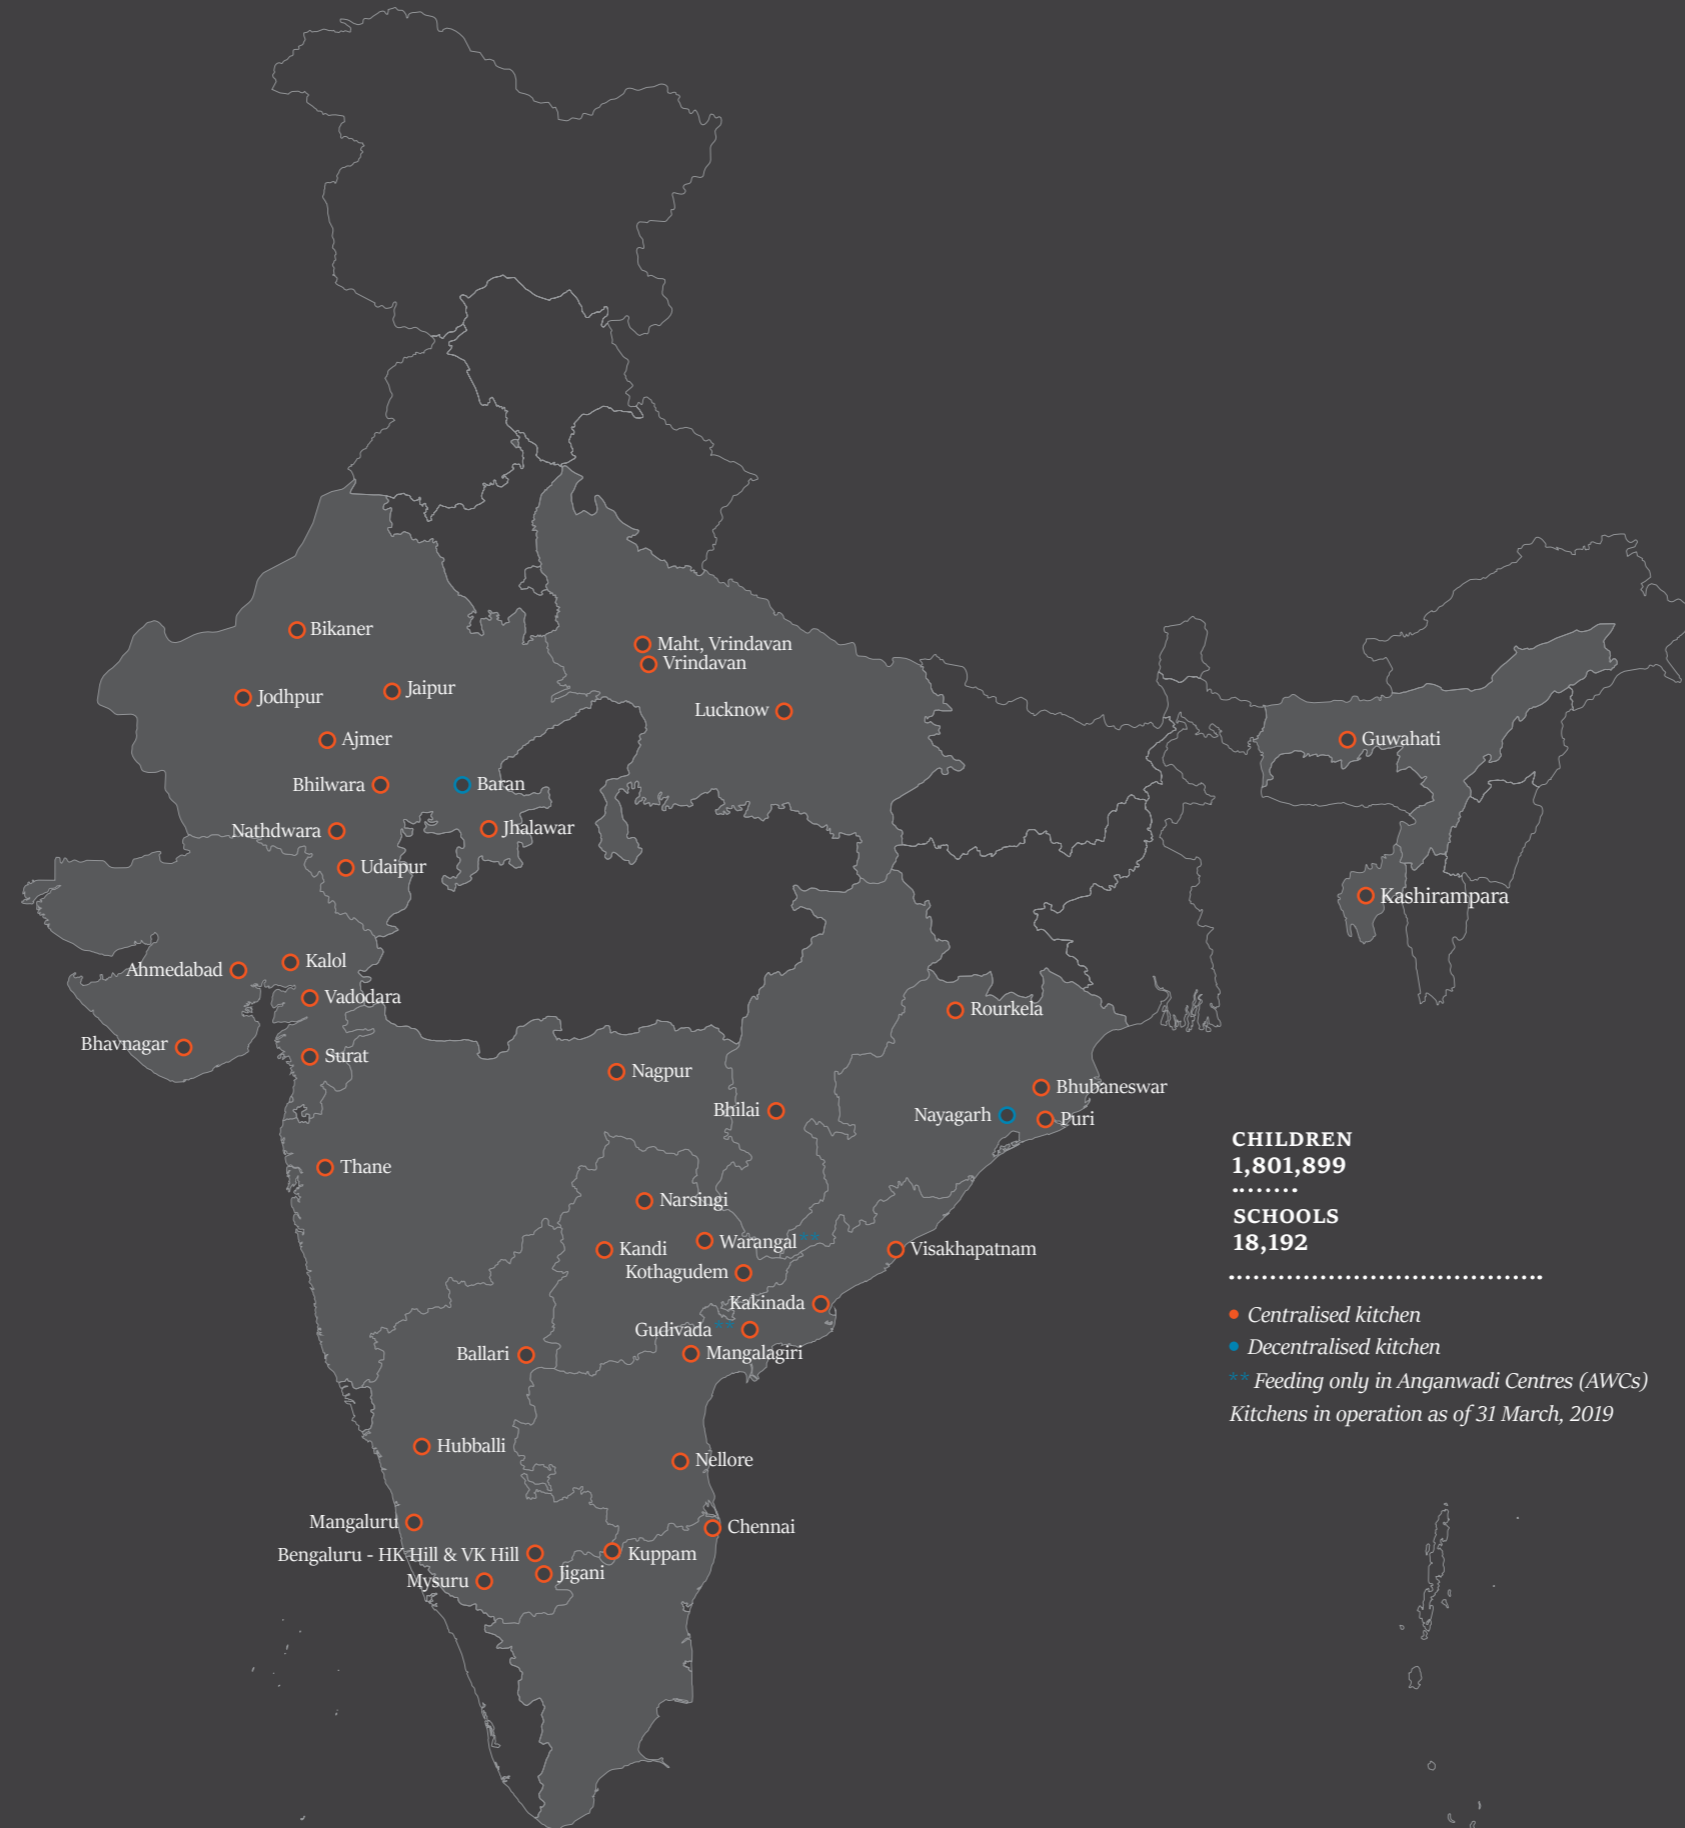 Bikaner
Maht, Vrindavan
Vrindavan
Jodhpur
Jaipur
Lucknow
Ajmer
Guwahati
Bhilwara
Baran
Nathdwara
Jhalawar
Udaipur
Kashirampara
Ahmedabad
Kalol
Vadodara
Rourkela
Bhavnagar
Surat
Nagpur
Bhubaneswar
Bhilai
Nayagarh
Puri
Thane
Narsingi
Warangal **
Kandi
Visakhapatnam
Kothagudem
Kakinada
Gudivada **
Ballari
Mangalagiri
Hubballi
Nellore
Mangaluru
Chennai
Bengaluru - HK Hill & VK Hill
Kuppam
Jigani
Mysuru
CHILDREN
1,801,899
SCHOOLS
18,192
Centralised kitchen
Decentralised kitchen
** Feeding only in Anganwadi Centres (AWCs)
Kitchens in operation as of 31 March, 2019